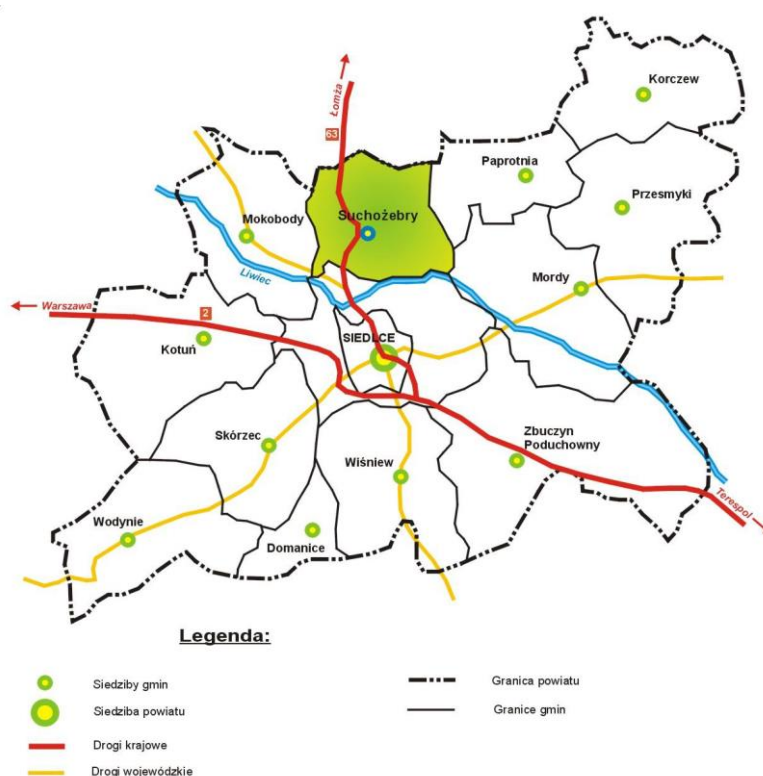 Korczew
Łomża
63
Paprotnia
Przesmyki
Suchożebry
Mokobody
Liwiec
Mordy
Warszawa
2
SIEDLCE
Kotuń
Zbuczyn
Poduchowny
Skórzec
Wiśniew
Terespol
Wodynie
Domanice
Legenda:
Siedziby gmin
Granica powiatu
Siedziba powiatu
Granice gmin
Drogi krajowe
Drogi wojewódzkie